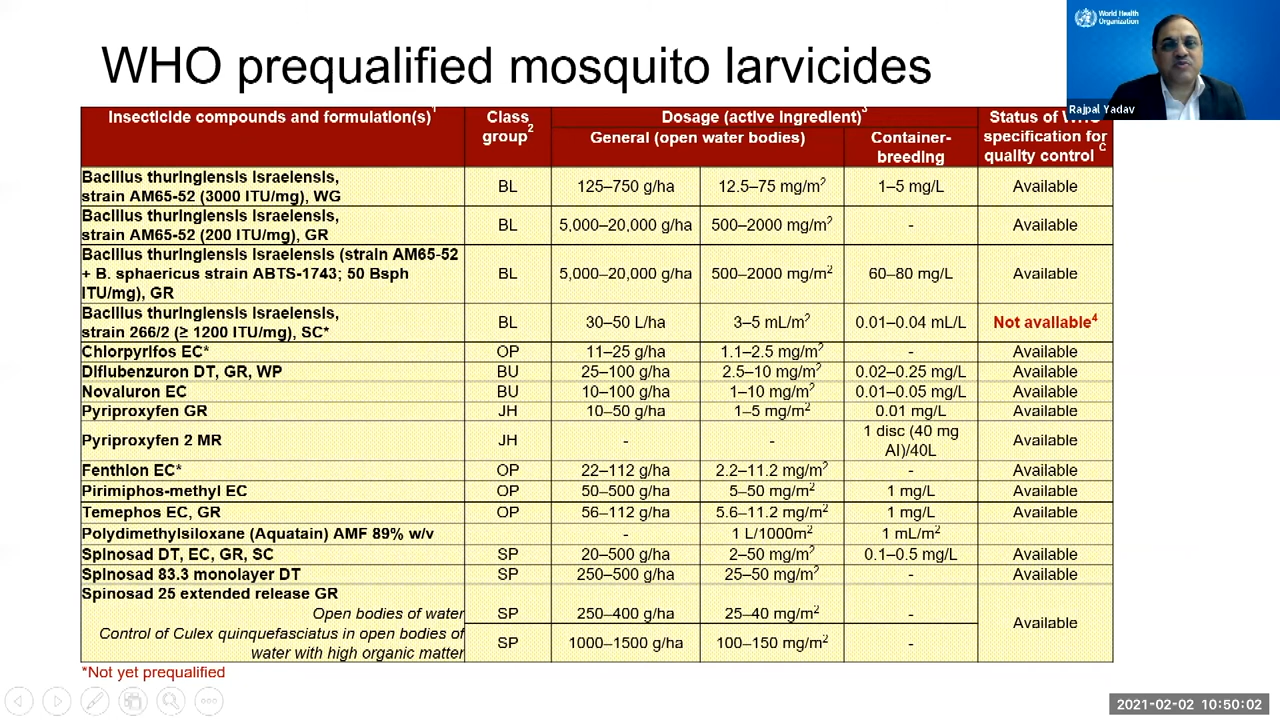 WHO prequalified mosquito larvicides
World Health
Organization
Rajpal Yadav
Insecticide compounds and formulation(s)1
Class
group2
Dosage (active ingredient)3
General (open water bodies)
Container-
breeding
Status of
specification for
quality control C
Bacillus thuringiensis israelensis,
strain AM65-52 (3000 ITU/mg), WG
BL
125–750 g/ha
12.5–75 mg/m2
1–5 mg/L
Available
Bacillus thuringiensis israelensis,
strain AM65-52 (200 ITU/mg), GR
BL
5,000–20,000 g/ha
500–2000 mg/m2
-
Available
Bacillus thuringiensis israelensis (strain AM65-52
+ B. sphaericus strain ABTS-1743; 50 Bsph
ITU/mg), GR
BL
5,000–20,000 g/ha
500–2000 mg/m2
60–80 mg/L
Available
Bacillus thuringiensis israelensis,
strain 266/2 (≥ 1200 ITU/mg), SC*
BL
30–50 L/ha
3–5 mL/m2
0.01–0.04 mL/L
Not available4
Chlorpyrifos EC*
OP
11–25 g/ha
1.1–2.5 mg/m2
-
Available
Diflubenzuron DT, GR, WP
BU
25–100 g/ha
2.5–10 mg/m2
0.02–0.25 mg/L
Available
Novaluron EC
BU
10–100 g/ha
1–10 mg/m2
0.01–0.05 mg/L
Available
Pyriproxyfen GR
JH
10–50 g/ha
1–5 mg/m2
0.01 mg/L
Available
Pyriproxyfen 2 MR
JH
-
-
1 disc (40 mg
AI)/40L
Available
Fenthion EC*
OP
22–112 g/ha
2.2–11.2 mg/m2
-
Available
Pirimiphos-methyl EC
OP
50–500 g/ha
5–50 mg/m2
1 mg/L
Available
Temephos EC, GR
OP
56–112 g/ha
5.6–11.2 mg/m2
1 mg/L
Available
Polydimethylsiloxane (Aquatain) AMF 89% w/v
-
1 L/1000m2
1 mL/m2
Spinosad DT, EC, GR, SC
SP
20–500 g/ha
2–50 mg/m2
0.1–0.5 mg/L
Available
Spinosad 83.3 monolayer DT
SP
250–500 g/ha
25–50 mg/m2
-
Available
Spinosad 25 extended release GR
Open bodies of water
SP
250–400 g/ha
25–40 mg/m2
-
Available
Control of Culex quinquefasciatus in open bodies of
water with high organic matter
SP
1000–1500 g/ha
100–150 mg/m2
-
*Not yet prequalified
2021-02-02 10:50:02